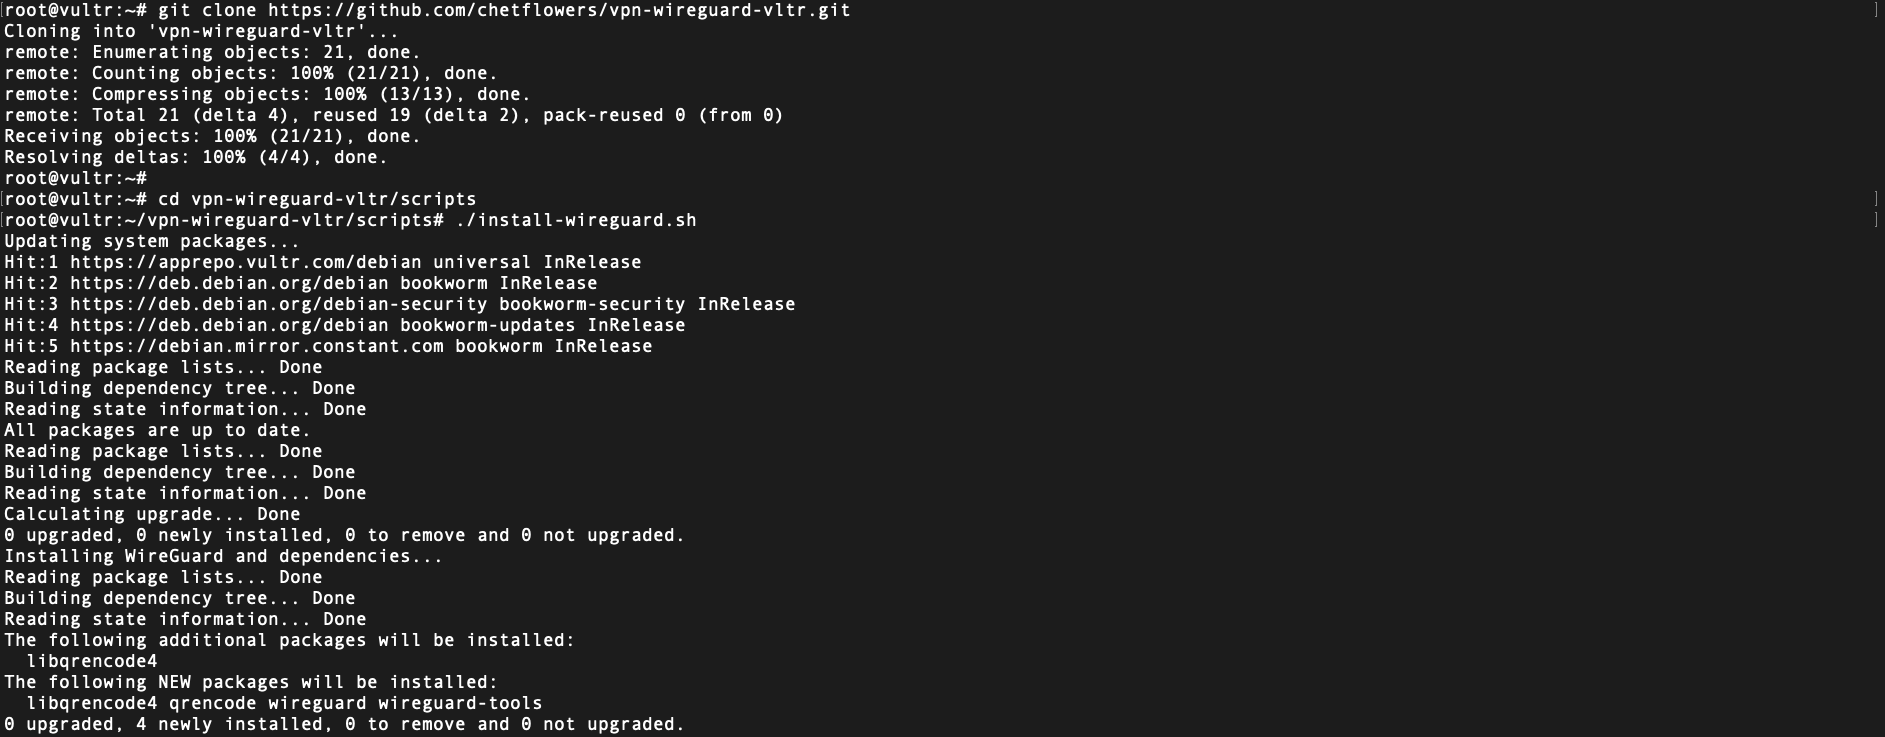 [root@vultr:~# git clone https://github.com/chetflowers/vpn-wireguard-vltr.git ]
Cloning into 'vpn-wireguard-vltr'...
remote: Enumerating objects: 21, done.
remote: Counting objects: 100% (21/21), done.
remote: Compressing objects: 100% (13/13), done.
remote: Total 21 (delta 4), reused 19 (delta 2), pack-reused 0 (from 0)
Receiving objects: 100% (21/21), done.
Resolving deltas: 100% (4/4), done.
root@vultr:~#
[root@vultr:~# cd vpn-wireguard-vltr/scripts ]
[root@vultr:~/vpn-wireguard-vltr/scripts# ./install-wireguard.sh ]
Updating system packages...
Hit:1 https://apprepo.vultr.com/debian universal InRelease
Hit:2 https://deb.debian.org/debian bookworm InRelease
Hit:3 https://deb.debian.org/debian-security bookworm-security InRelease
Hit:4 https://deb.debian.org/debian bookworm-updates InRelease
Hit:5 https://debian.mirror.constant.com bookworm InRelease
Reading package lists... Done
Building dependency tree... Done
Reading state information... Done
All packages are up to date.
Reading package lists... Done
Building dependency tree... Done
Reading state information... Done
Calculating upgrade... Done
0 upgraded, 0 newly installed, 0 to remove and 0 not upgraded.
Installing WireGuard and dependencies...
Reading package lists... Done
Building dependency tree... Done
Reading state information... Done
The following additional packages will be installed:
  libqrencode4
The following NEW packages will be installed:
  libqrencode4 qrencode wireguard wireguard-tools
0 upgraded, 4 newly installed, 0 to remove and 0 not upgraded.